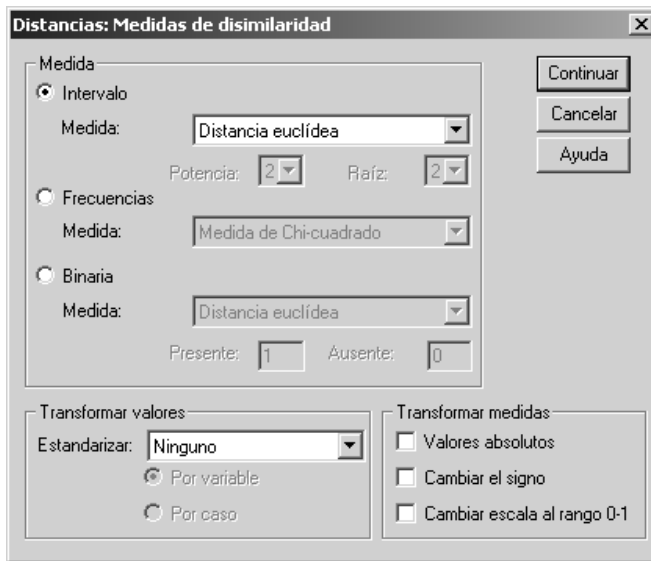 Distancias: Medidas de disimilaridad
Medida
Intervalo
Medida: Distancia euclídea
Potencia: 2 Raíz: 2
Frecuencias
Medida: Medida de Chi-cuadrado
Binaria
Medida: Distancia euclídea
Presente: 1 Ausente: 0
Continuar
Cancelar
Ayuda
Transformar valores
Estandarizar: Ninguno
Por variable
Por caso
Transformar medidas
Valores absolutos
Cambiar el signo
Cambiar escala al rango 0-1